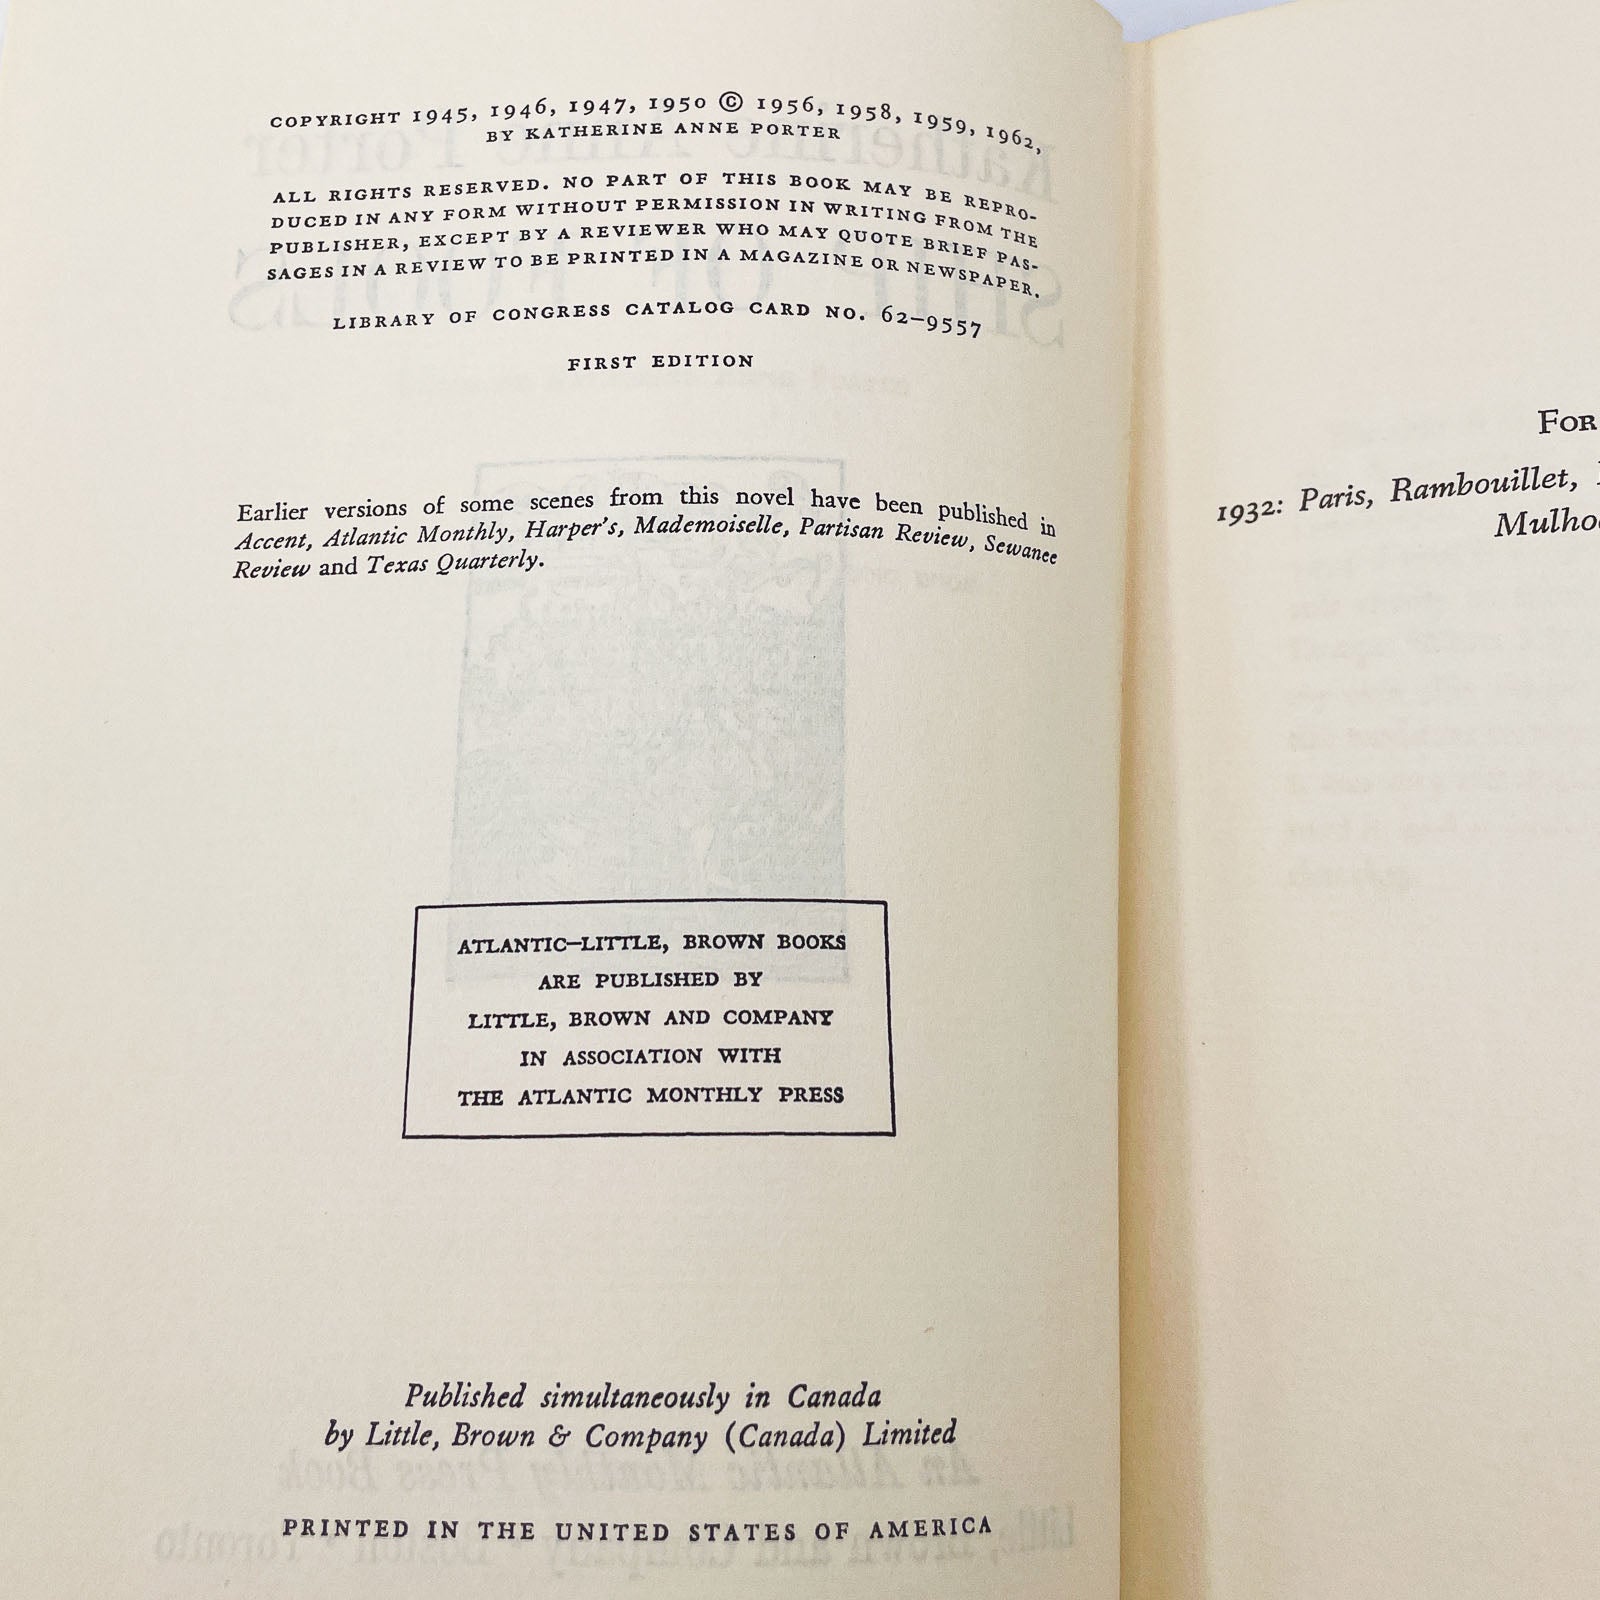 COPYRIGHT 1945, 1946, 1947, 1950 © 1956, 1958, 1959, 1962,
BY KATHERINE ANNE PORTER
ALL RIGHTS RESERVED. NO PART OF THIS BOOK MAY BE REPRO-
DUCED IN ANY FORM WITHOUT PERMISSION IN WRITING FROM THE
PUBLISHER, EXCEPT BY A REVIEWER WHO MAY QUOTE BRIEF PAS-
SAGES IN A REVIEW TO BE PRINTED IN A MAGAZINE OR NEWSPAPER.
LIBRARY OF CONGRESS CATALOG CARD NO. 62–9557
FIRST EDITION
Earlier versions of some scenes from this novel have been published in
Accent, Atlantic Monthly, Harper's, Mademoiselle, Partisan Review, Sewanee
Review and Texas Quarterly.
ATLANTIC–LITTLE, BROWN BOOKS
ARE PUBLISHED BY
LITTLE, BROWN AND COMPANY
IN ASSOCIATION WITH
THE ATLANTIC MONTHLY PRESS
Published simultaneously in Canada
by Little, Brown & Company (Canada) Limited
PRINTED IN THE UNITED STATES OF AMERICA
FOR
1932: Paris, Rambouillet,
Mulho